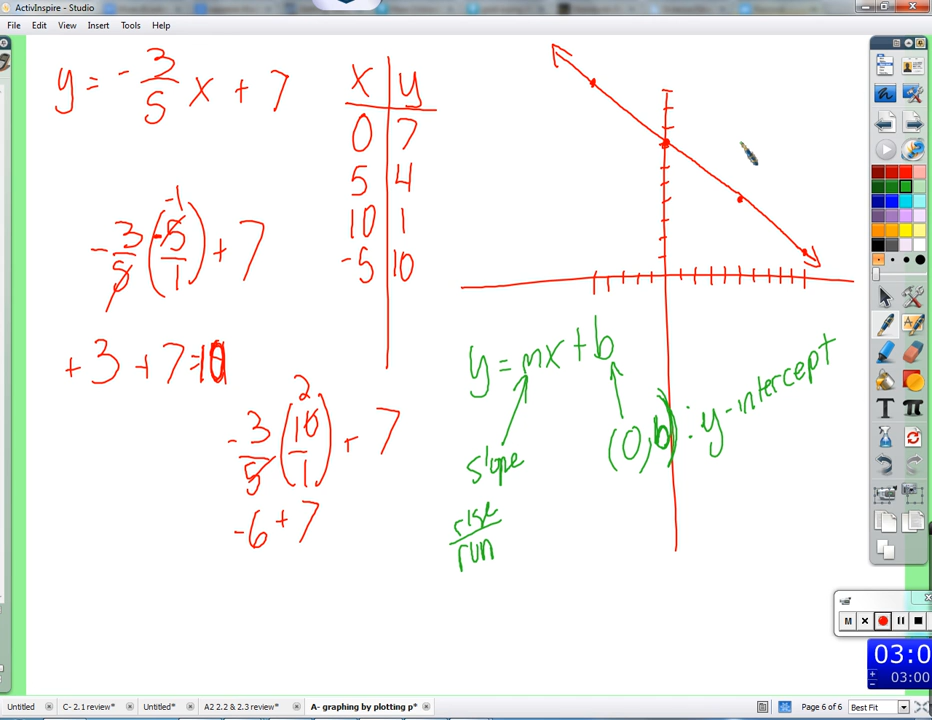 ActivInspire - Studio
File Edit View Insert Tools Help
y = -3/5 x + 7
x y
0 7
5 4
10 1
-5 10
-3/5 (-5/1) + 7
-1
+3 + 7 = 10
2
-3/5 (10/1) + 7
-6 + 7
y = mx + b
slope
rise/run
(0, b) : y-intercept
M
03:0
Untitled C- 2.1 review* Untitled A2 2.2 & 2.3 review* A- graphing by plotting p*
Page 6 of 6 Best Fit